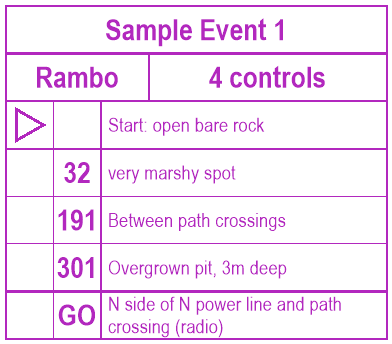 Sample Event 1
Rambo 4 controls
Start: open bare rock
32 very marshy spot
191 Between path crossings
301 Overgrown pit, 3m deep
GO N side of N power line and path
crossing (radio)